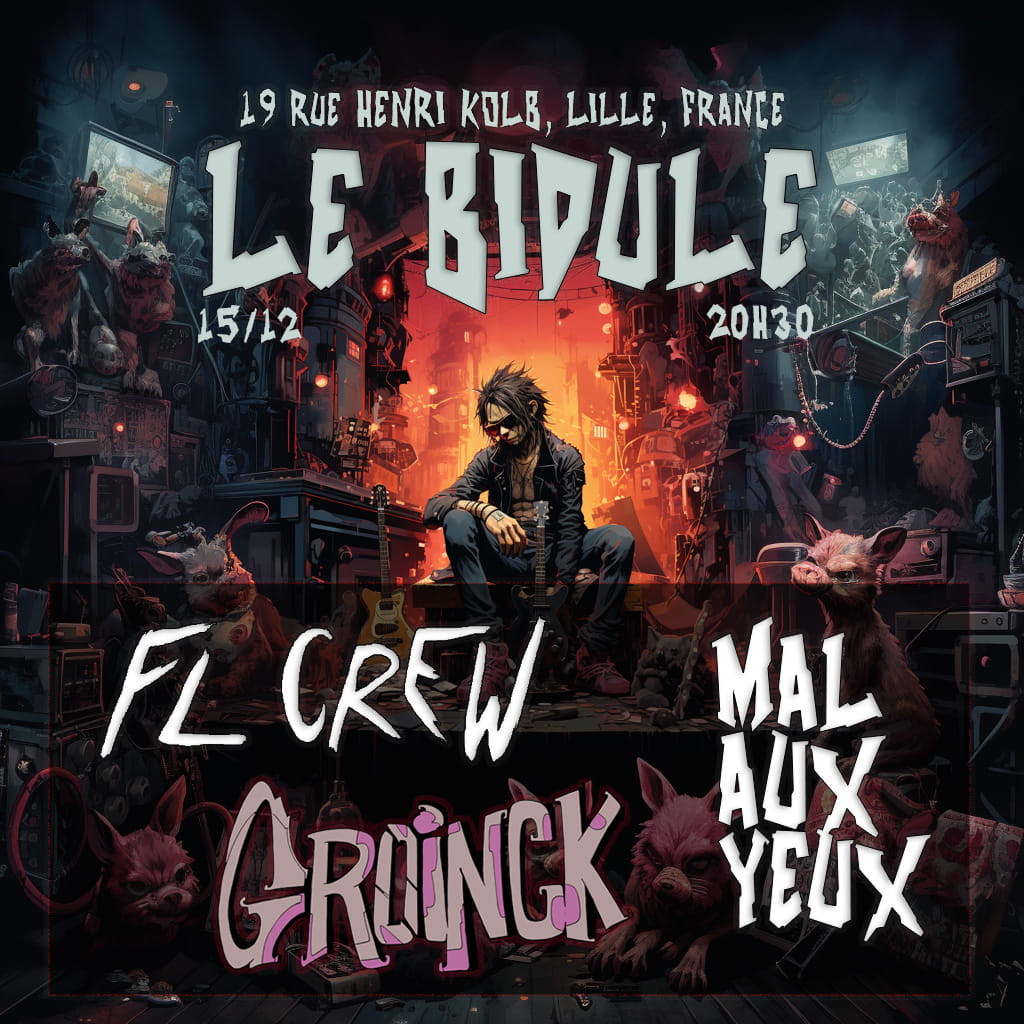 19 RUE HENRI KOLB, LILLE, FRANCE
LE BIDULE
15/12
20H30
FL CREW
MAL
AUX
YEUX
GROINCK